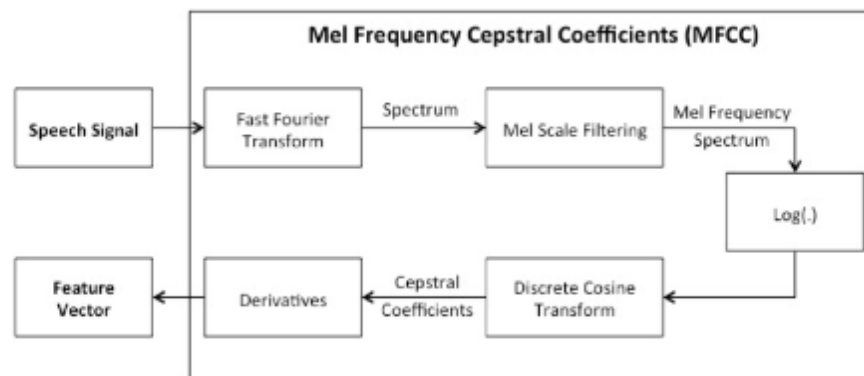 Mel Frequency Cepstral Coefficients (MFCC)
Speech Signal
Fast Fourier
Transform
Spectrum
Mel Scale Filtering
Mel Frequency
Spectrum
Log(.)
Discrete Cosine
Transform
Cepstral
Coefficients
Derivatives
Feature
Vector